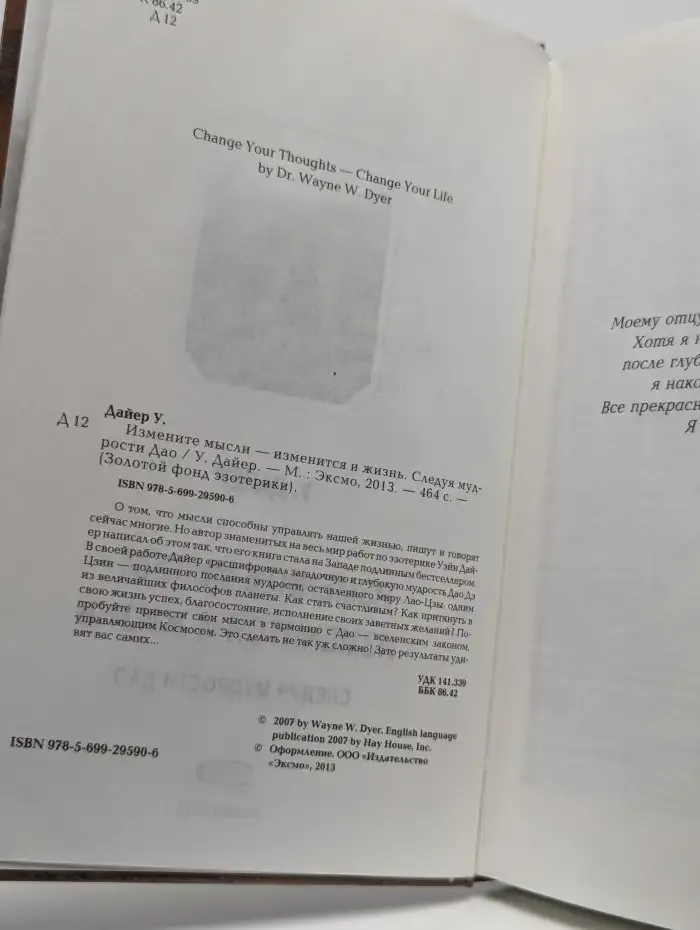 86.42
Д 12
Change Your Thoughts — Change Your Life
by Dr. Wayne W. Dyer
Дайер У.
Д 12
Измените мысли — изменится и жизнь. Следуя муд-
рости Дао / У. Дайер. — М. : Эксмо, 2013. — 464 с. —
(Золотой фонд эзотерики).
ISBN 978-5-699-29590-6
О том, что мысли способны управлять нашей жизнью, пишут и говорят
сейчас многие. Но автор знаменитых на весь мир работ по эзотерике Уэйн Дай-
ер написал об этом так, что его книга стала на Западе подлинным бестселлером.
В своей работе Дайер «расшифровал» загадочную и глубокую мудрость Дао Дэ
Цзин — подлинного послания мудрости, оставленного миру Лао-Цзы, одним
из величайших философов планеты. Как стать счастливым? Как притянуть в
свою жизнь успех, благосостояние, исполнение своих заветных желаний? По-
пробуйте привести свои мысли в гармонию с Дао — вселенским законом,
управляющим Космосом. Это сделать не так уж сложно! Зато результаты уди-
вят вас самих...
УДК 141.339
ББК 86.42
© 2007 by Wayne W. Dyer. English language
publication 2007 by Hay House, Inc.
© Оформление. ООО «Издательство
«Эксмо», 2013
ISBN 978-5-699-29590-6
Моему отцу
Хотя я
после глуб
я нако
Все прекрасн
Я